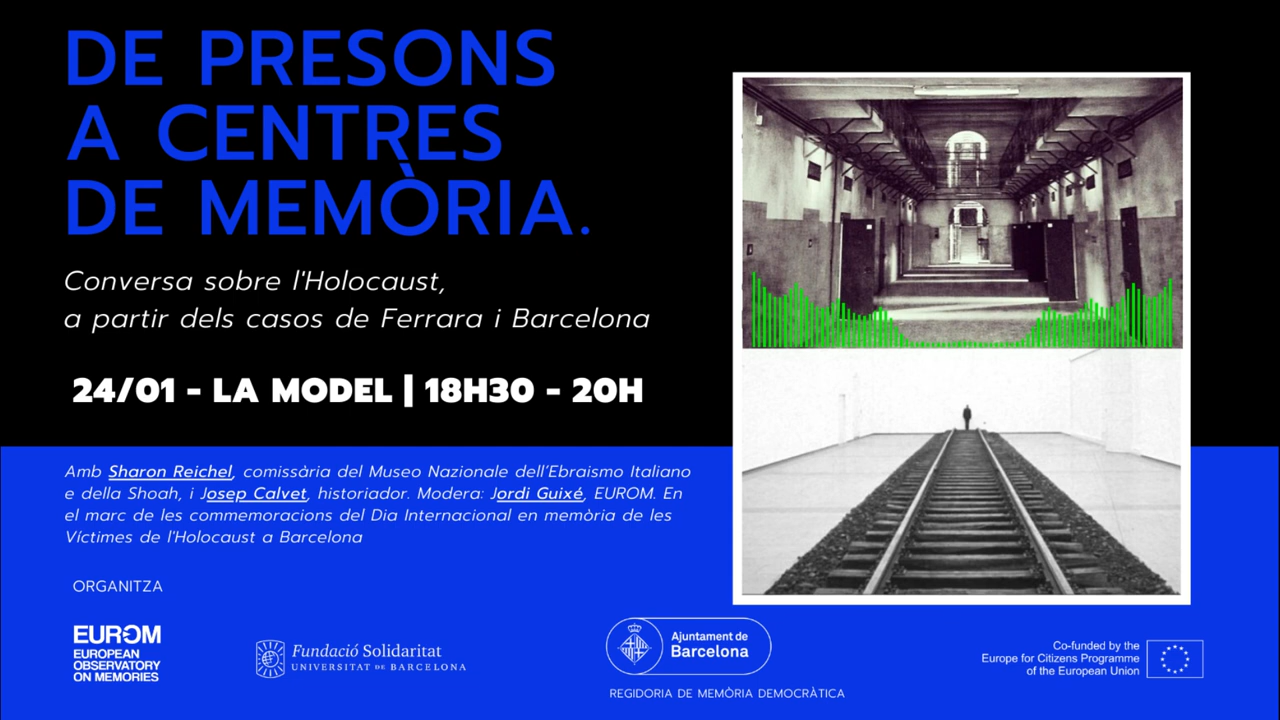 DE PRESONS
A CENTRES
DE MEMÒRIA.
Conversa sobre l'Holocaust,
a partir dels casos de Ferrara i Barcelona
24/01 - LA MODEL | 18H30 - 20H
Amb Sharon Reichel, comissària del Museo Nazionale dell'Ebraismo Italiano
e della Shoah, i Josep Calvet, historiador. Modera: Jordi Guixé, EUROM. En
el marc de les commemoracions del Dia Internacional en memòria de les
Víctimes de l'Holocaust a Barcelona
ORGANITZA
EUROM
EUROPEAN
OBSERVATORY
ON MEMORIES
Fundació Solidaritat
UNIVERSITAT DE BARCELONA
Ajuntament de
Barcelona
REGIDORIA DE MEMÒRIA DEMOCRÀTICA
Co-funded by the
Europe for Citizens Programme
of the European Union